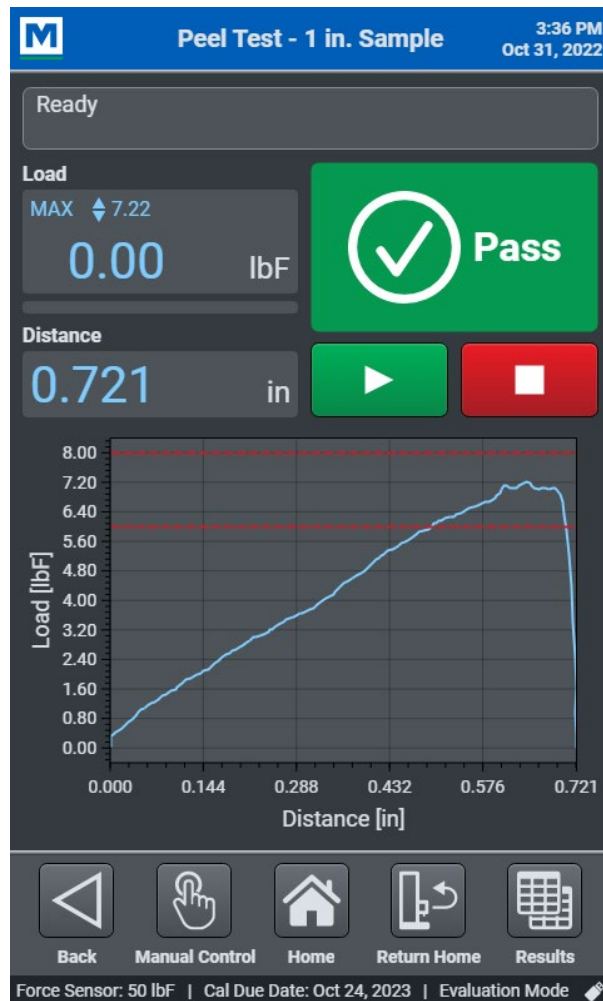 M
Peel Test - 1 in. Sample
3:36 PM
Oct 31, 2022
Ready
Load
MAX 7.22
0.00 lbF
Pass
Distance
0.721 in
8.00
7.20
6.40
5.60
4.80
4.00
3.20
2.40
1.60
0.80
0.00
Load [lbF]
0.000 0.144 0.288 0.432 0.576 0.721
Distance [in]
Back Manual Control Home Return Home Results
Force Sensor: 50 lbF | Cal Due Date: Oct 24, 2023 | Evaluation Mode